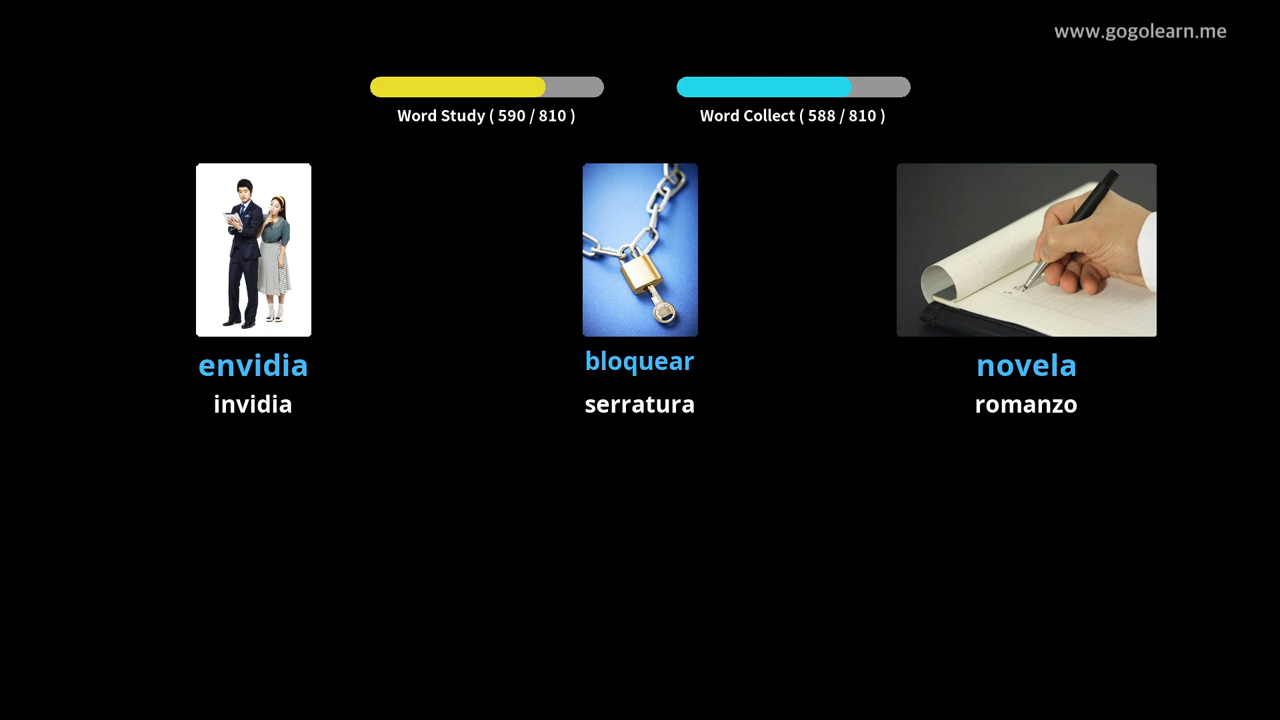 www.gogolearn.me
Word Study ( 590 / 810 )
Word Collect ( 588 / 810 )
envidia
invidia
bloquear
serratura
novela
romanzo